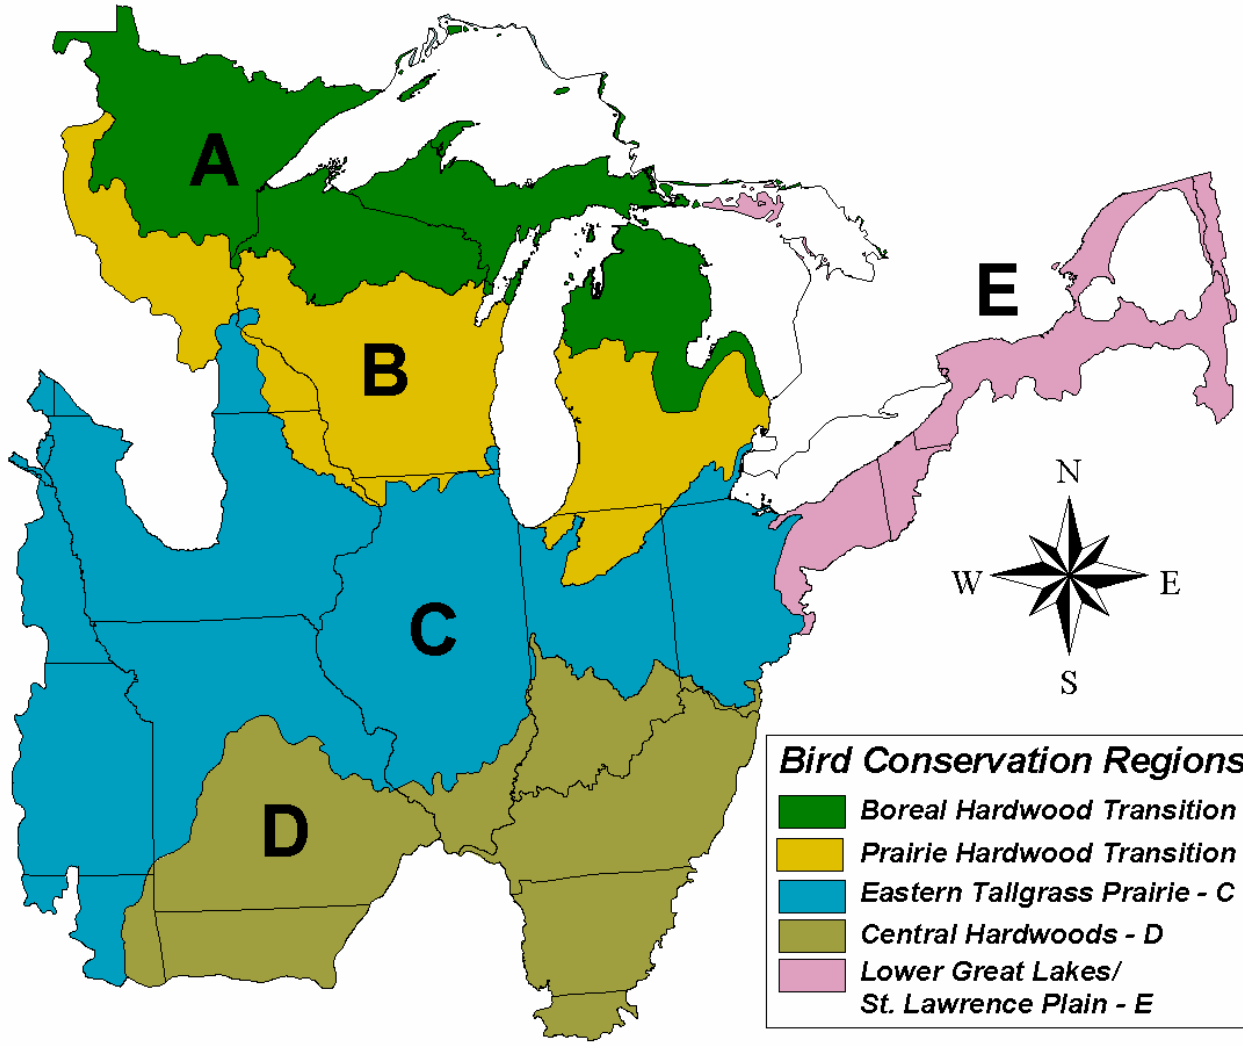 A
E
B
N
W
E
S
C
D
Bird Conservation Regions
Boreal Hardwood Transition
Prairie Hardwood Transition
Eastern Tallgrass Prairie - C
Central Hardwoods - D
Lower Great Lakes/
St. Lawrence Plain - E